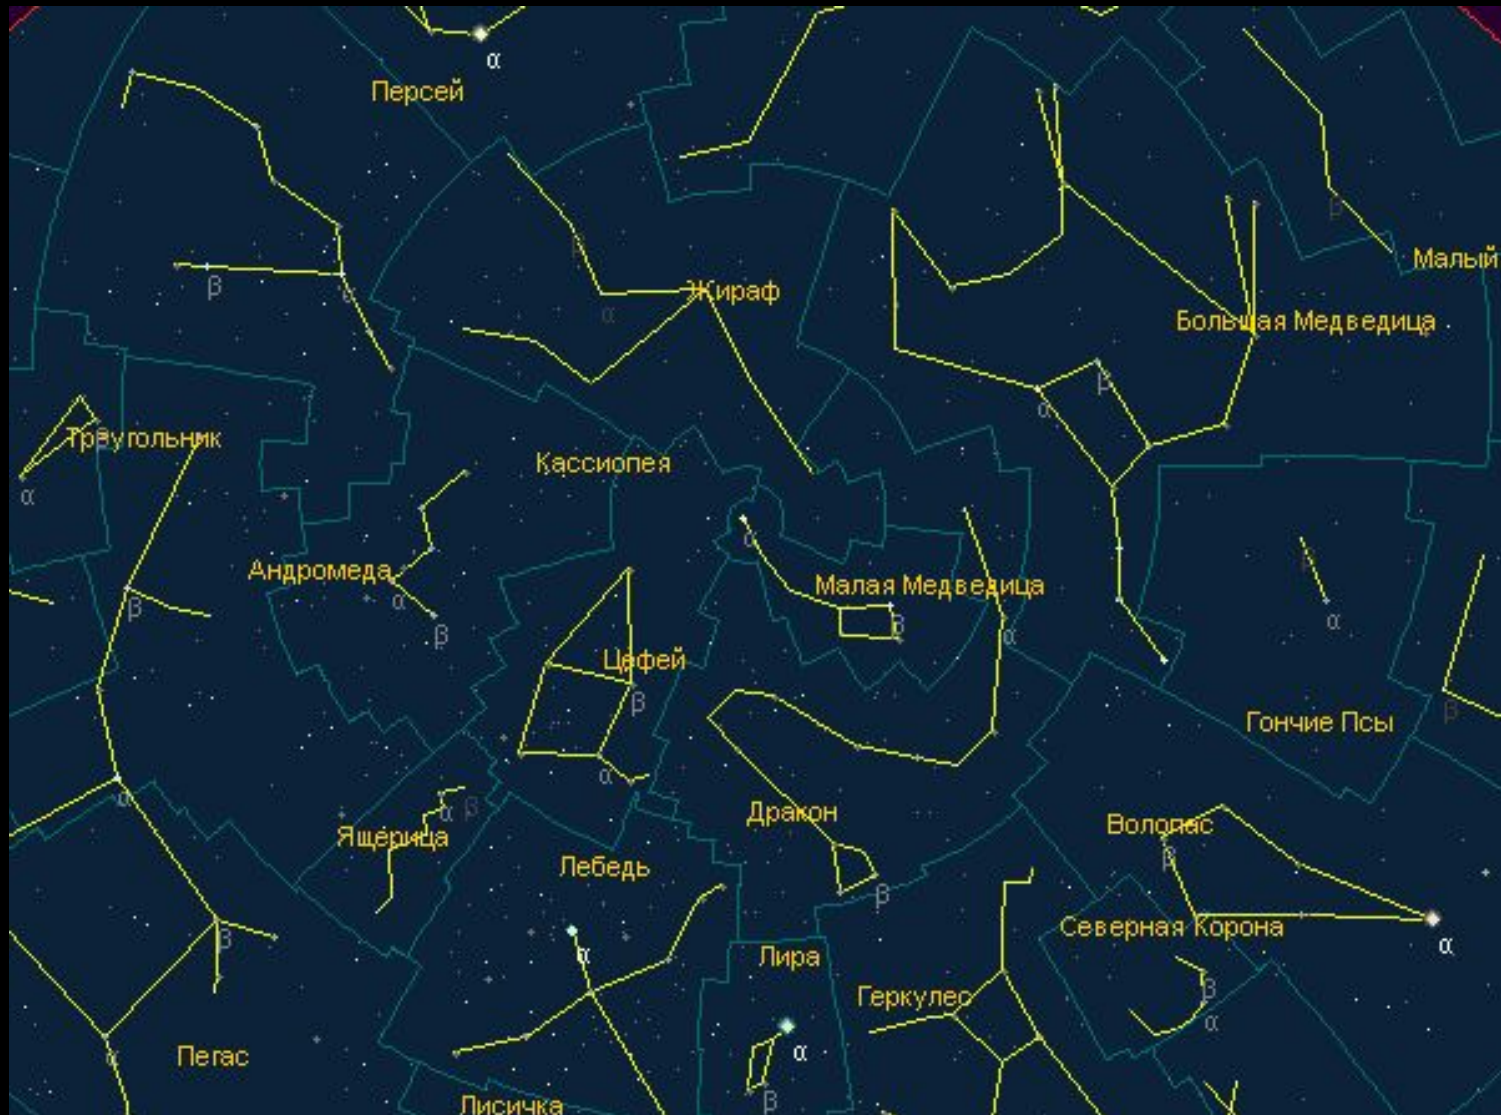 α
Персей
β
Малый
β
β
ε
α
Жираф
Большая Медведица
β
α
Треугольник
β
α
Кассиопея
α
Андромеда
α
β
Малая Медведица
β
β
α
α
Цефей
β
β
Гончие Псы
α
α
Дракон
α
β
Ящерица
Волопас
β
Лебедь
β
Северная Корона
α
β
α
Лира
Геркулес
β
α
α
α
Пегас
β
Лисичка